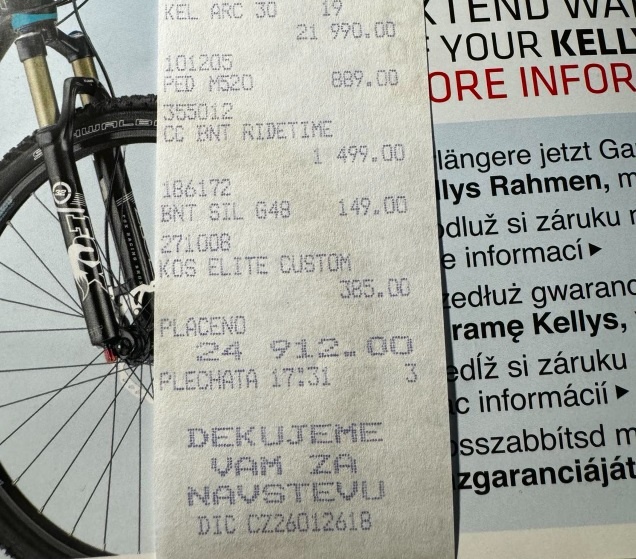 KEL ARC 30 19
21 990.00
101205
PED M520 889.00
355012
CC BNT RIDETIME
1 499.00
186172
BNT SIL G48 149.00
271008
KOS ELITE CUSTOM
385.00
PLACENO
24 912.00
PLECHATA 17:31 3
DEKUJEME
VAM ZA
NAVSTEVU
DIC CZ26012618
XTEND WA
F YOUR KELLY
ORE INFOR
längere jetzt Ga
llys Rahmen, m
odluž si záruku n
e informací ▸
zedłuż gwaranc
ramę Kellys,
edĺž si záruku
ac informácií ▸
osszabbítsd m
zgaranciáját